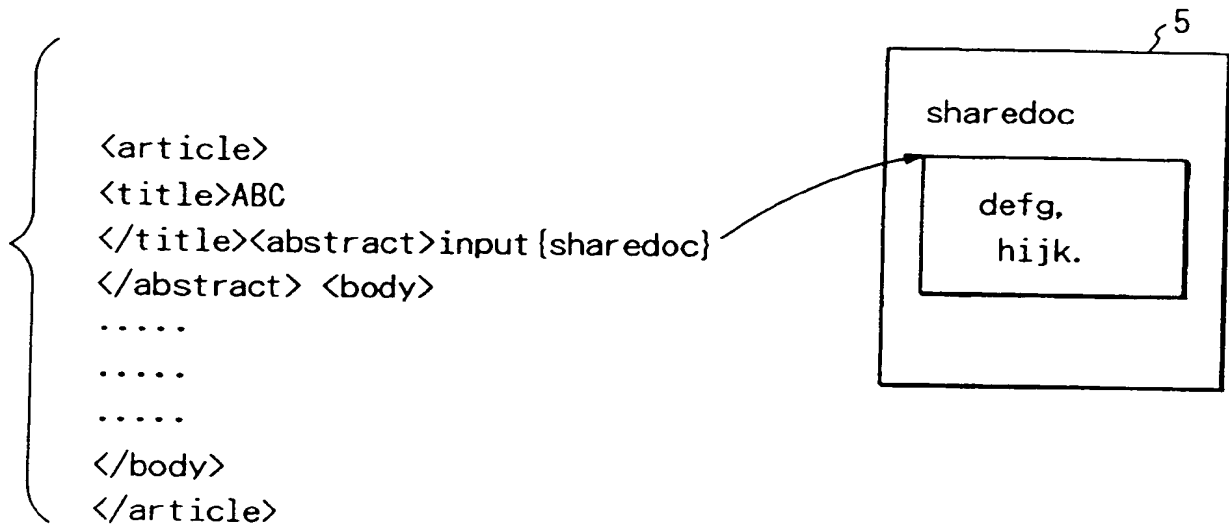 5
sharedoc
<article>
<title>ABC
</title><abstract>input{sharedoc}
</abstract> <body>
.....
.....
.....
</body>
</article>
defg,
hijk.